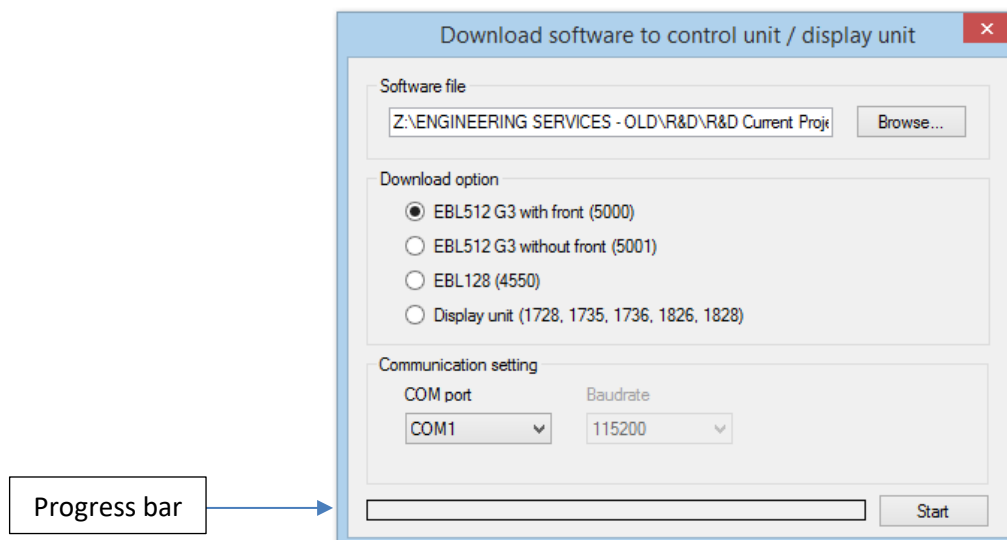 Download software to control unit / display unit
Software file
Z:\ENGINEERING SERVICES - OLD\R&D\R&D Current Proje
Browse...
Download option
EBL512 G3 with front (5000)
EBL512 G3 without front (5001)
EBL128 (4550)
Display unit (1728, 1735, 1736, 1826, 1828)
Communication setting
COM port Baudrate
COM1 115200
Progress bar Start